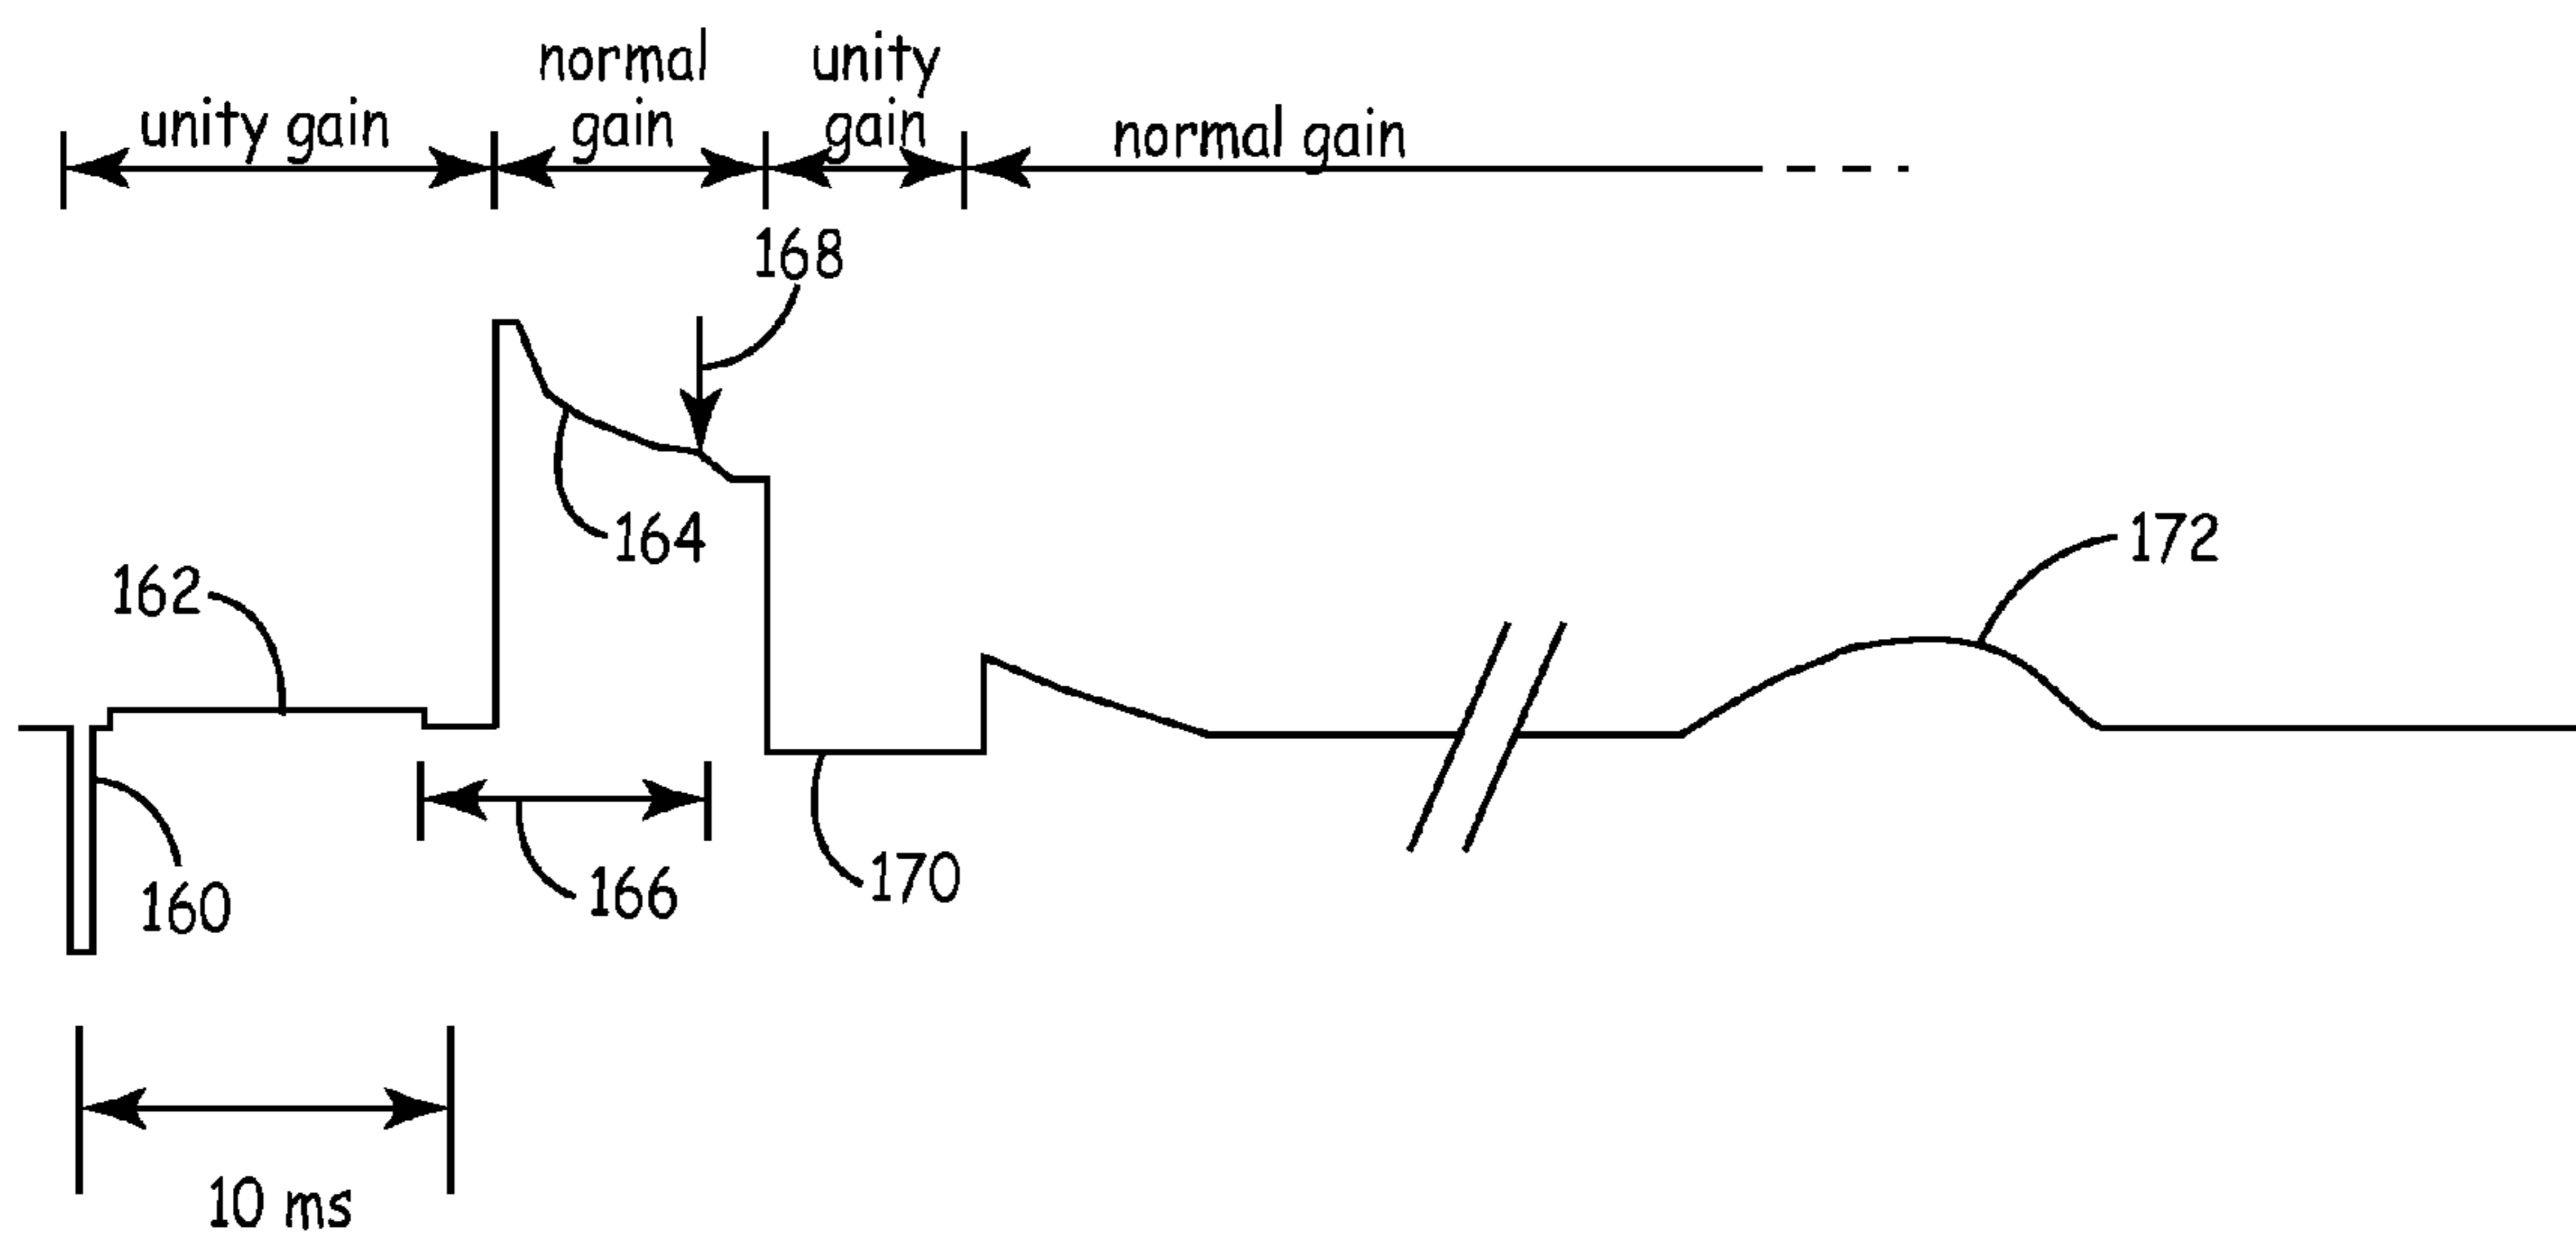 unity gain
normal
gain
unity
gain
normal gain
168
164
162
172
160
166
170
10 ms